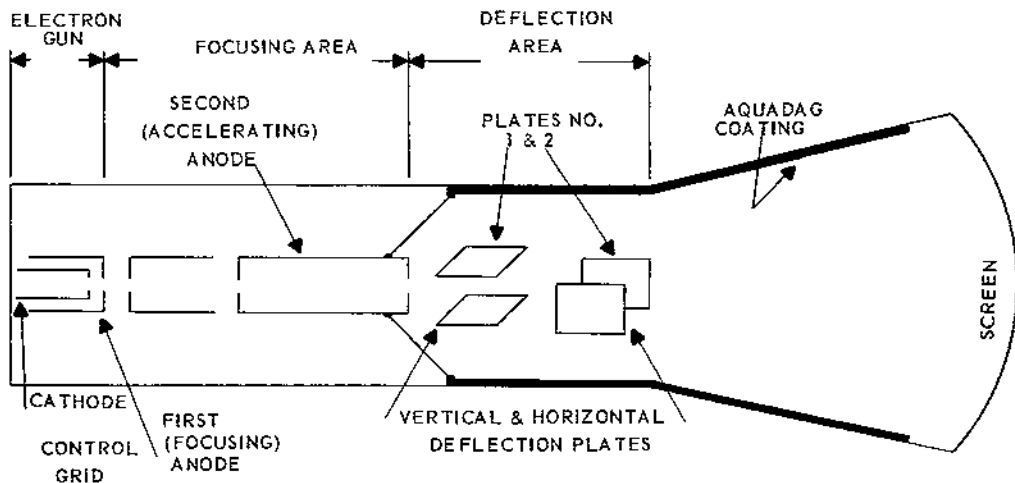 ELECTRON
GUN
FOCUSING AREA
DEFLECTION
AREA
SECOND
(ACCELERATING)
ANODE
PLATES NO.
3 & 2
AQUADAG
COATING
SCREEN
CATHODE
CONTROL
GRID
FIRST
(FOCUSING)
ANODE
VERTICAL & HORIZONTAL
DEFLECTION PLATES